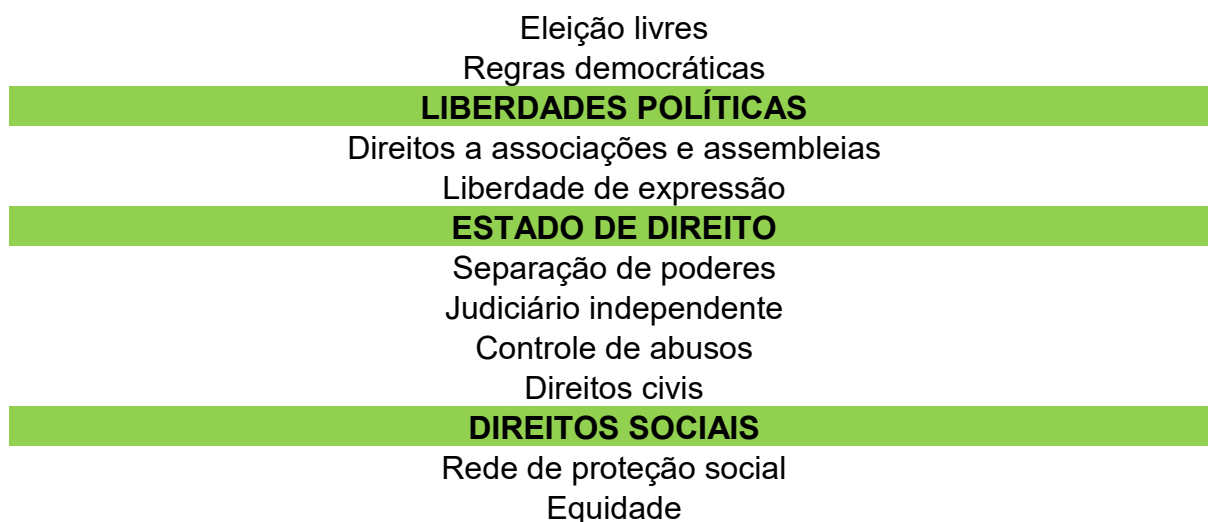 Eleição livres
Regras democráticas
LIBERDADES POLÍTICAS
Direitos a associações e assembleias
Liberdade de expressão
ESTADO DE DIREITO
Separação de poderes
Judiciário independente
Controle de abusos
Direitos civis
DIREITOS SOCIAIS
Rede de proteção social
Equidade